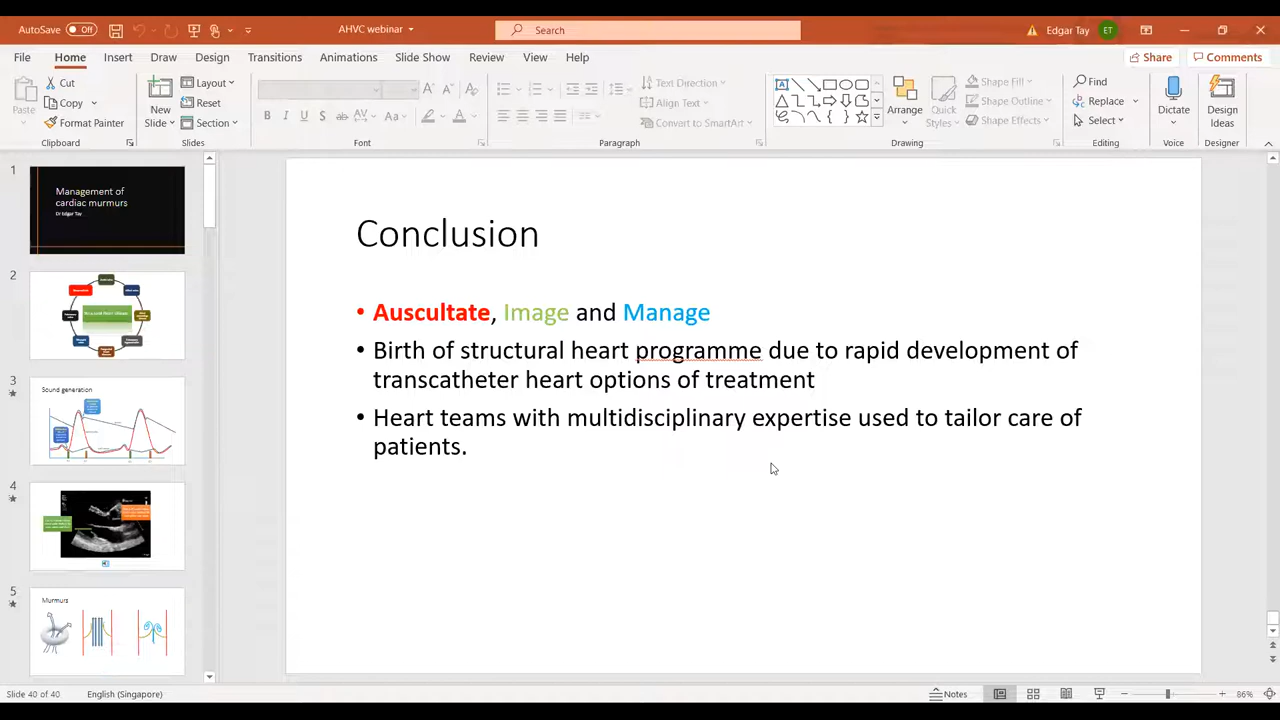 AutoSave Off
AHVC webinar
Search
Edgar Tay
ET
File Home Insert Draw Design Transitions Animations Slide Show Review View Help
Share Comments
Paste
Cut
Copy
Format Painter
Clipboard
New Slide
Layout
Reset
Section
Slides
Font
Text Direction
Align Text
Convert to SmartArt
Paragraph
Arrange
Quick Styles
Shape Fill
Shape Outline
Shape Effects
Drawing
Find
Replace
Select
Editing
Dictate
Voice
Design Ideas
Designer
1
Management of
cardiac murmurs
Dr Edgar Tay
2
3
Sound generation
4
5
Murmurs
Conclusion
• Auscultate, Image and Manage
• Birth of structural heart programme due to rapid development of
transcatheter heart options of treatment
• Heart teams with multidisciplinary expertise used to tailor care of
patients.
Slide 40 of 40
English (Singapore)
Notes
86%